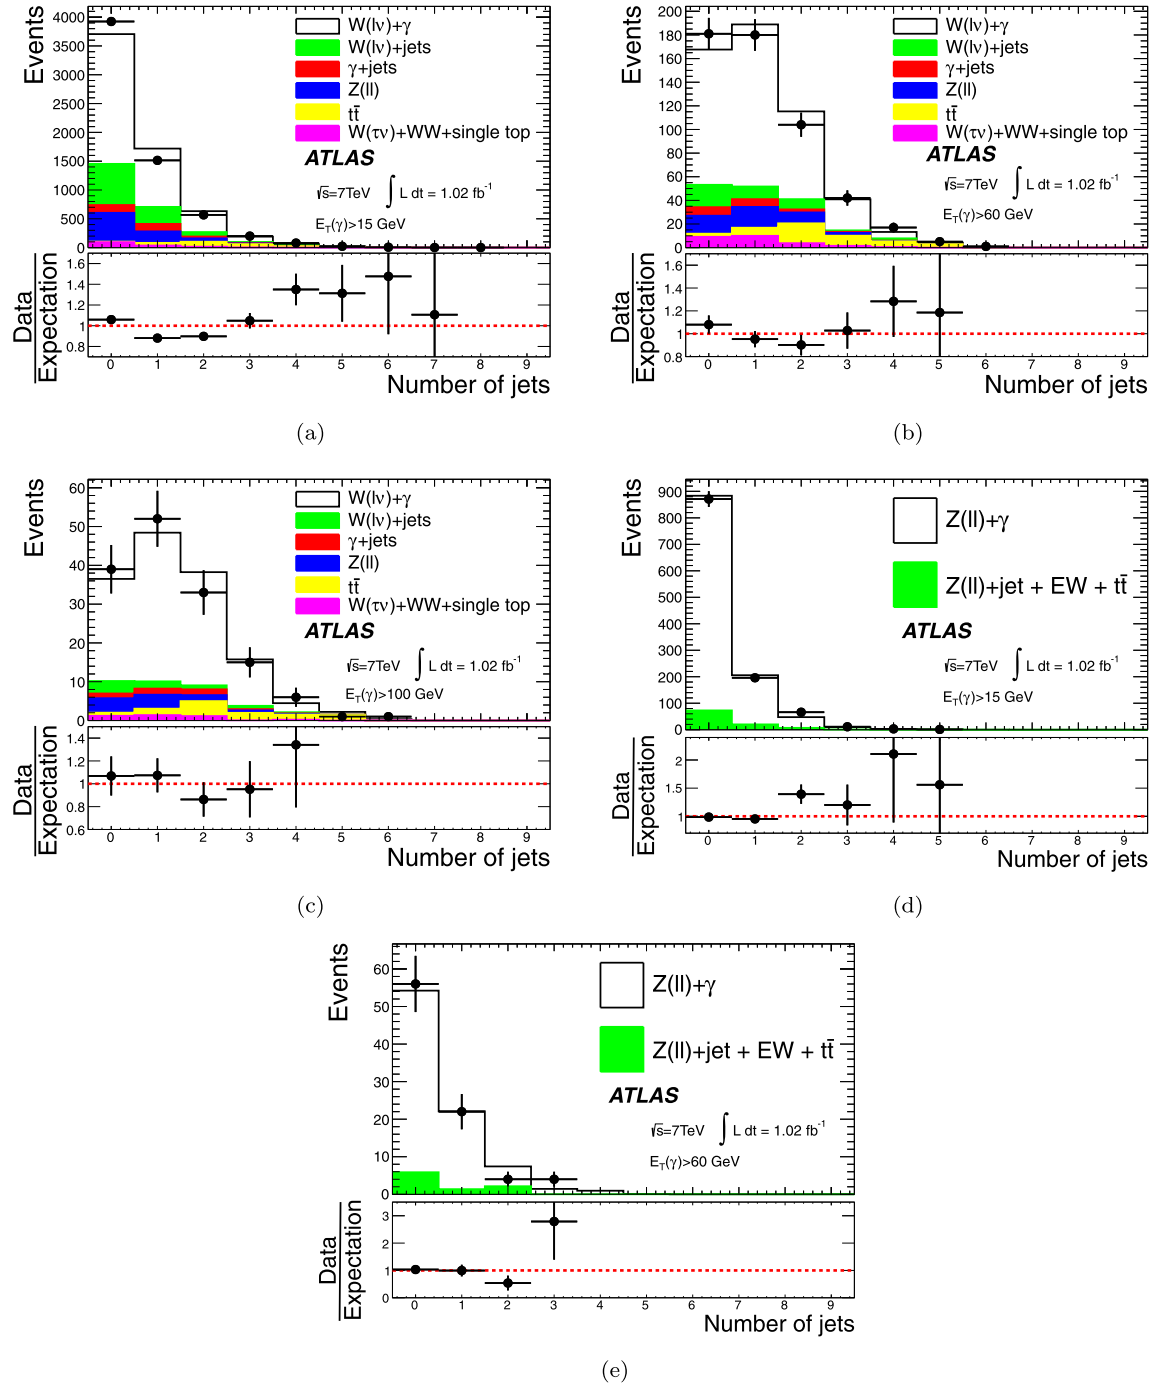 Events
4000
3500
3000
2500
2000
1500
1000
500
0
W(lν)+γ
W(lν)+jets
γ+jets
Z(ll)
tt̄
W(τν)+WW+single top
ATLAS
√s=7TeV ∫ L dt = 1.02 fb⁻¹
E_T(γ)>15 GeV
Data
Expectation
1.6
1.4
1.2
1
0.8
0 1 2 3 4 5 6 7 8 9
Number of jets
(a)
Events
200
180
160
140
120
100
80
60
40
20
0
W(lν)+γ
W(lν)+jets
γ+jets
Z(ll)
tt̄
W(τν)+WW+single top
ATLAS
√s=7TeV ∫ L dt = 1.02 fb⁻¹
E_T(γ)>60 GeV
Data
Expectation
1.6
1.4
1.2
1
0.8
0 1 2 3 4 5 6 7 8 9
Number of jets
(b)
Events
60
50
40
30
20
10
0
W(lν)+γ
W(lν)+jets
γ+jets
Z(ll)
tt̄
W(τν)+WW+single top
ATLAS
√s=7TeV ∫ L dt = 1.02 fb⁻¹
E_T(γ)>100 GeV
Data
Expectation
1.4
1.2
1
0.8
0.6
0 1 2 3 4 5 6 7 8 9
Number of jets
(c)
Events
900
800
700
600
500
400
300
200
100
0
Z(ll)+γ
Z(ll)+jet + EW + tt̄
ATLAS
√s=7TeV ∫ L dt = 1.02 fb⁻¹
E_T(γ)>15 GeV
Data
Expectation
2
1.5
1
0 1 2 3 4 5 6 7 8 9
Number of jets
(d)
Events
60
50
40
30
20
10
0
Z(ll)+γ
Z(ll)+jet + EW + tt̄
ATLAS
√s=7TeV ∫ L dt = 1.02 fb⁻¹
E_T(γ)>60 GeV
Data
Expectation
3
2
1
0
0 1 2 3 4 5 6 7 8 9
Number of jets
(e)